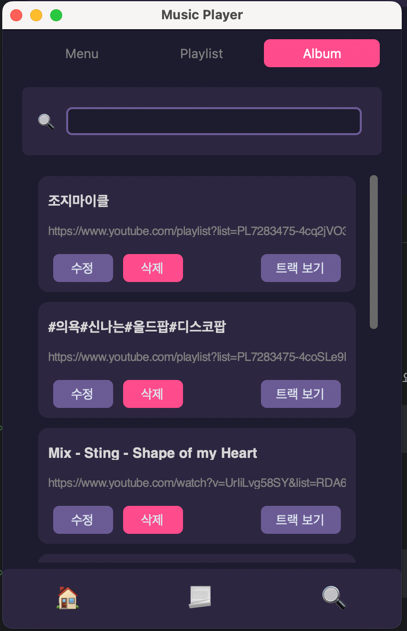 Music Player
Menu Playlist Album
조지마이클
https://www.youtube.com/playlist?list=PL7283475-4cq2jVO3
수정 삭제 트랙 보기
#의욕#신나는#올드팝#디스코팝
https://www.youtube.com/playlist?list=PL7283475-4coSLe9l
수정 삭제 트랙 보기
Mix - Sting - Shape of my Heart
https://www.youtube.com/watch?v=UrIiLvg58SY&list=RDA6
수정 삭제 트랙 보기